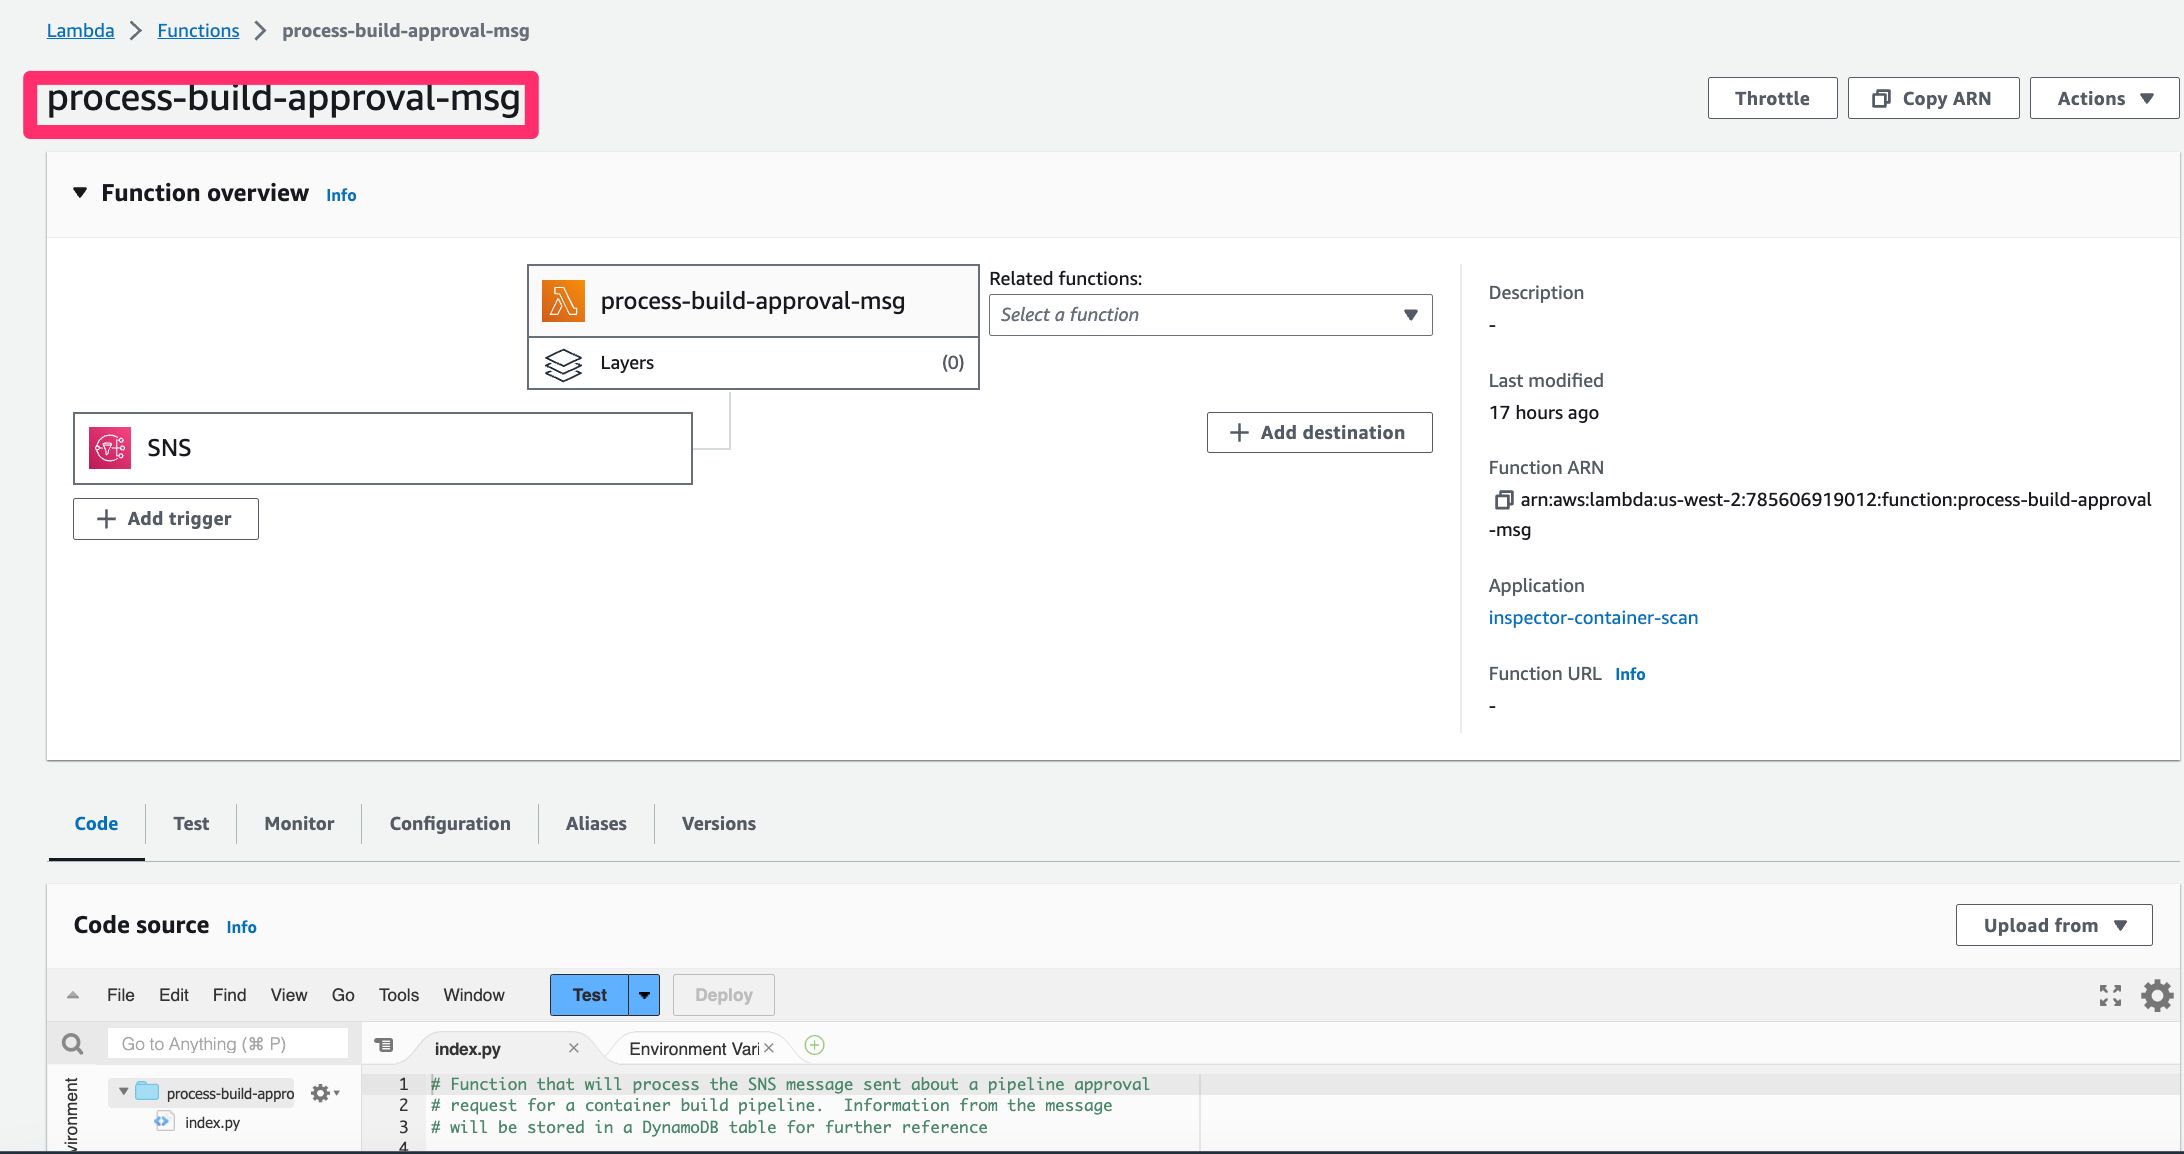 Lambda > Functions > process-build-approval-msg
process-build-approval-msg
Throttle
Copy ARN
Actions
Function overview Info
process-build-approval-msg
Layers (0)
Related functions:
Select a function
SNS
+ Add trigger
+ Add destination
Description
-
Last modified
17 hours ago
Function ARN
arn:aws:lambda:us-west-2:785606919012:function:process-build-approval
-msg
Application
inspector-container-scan
Function URL Info
-
Code
Test
Monitor
Configuration
Aliases
Versions
Code source Info
Upload from
File Edit Find View Go Tools Window
Test
Deploy
Go to Anything (⌘ P)
index.py
Environment Vari
process-build-appro
index.py
vironment
1 # Function that will process the SNS message sent about a pipeline approval
2 # request for a container build pipeline.  Information from the message
3 # will be stored in a DynamoDB table for further reference
4